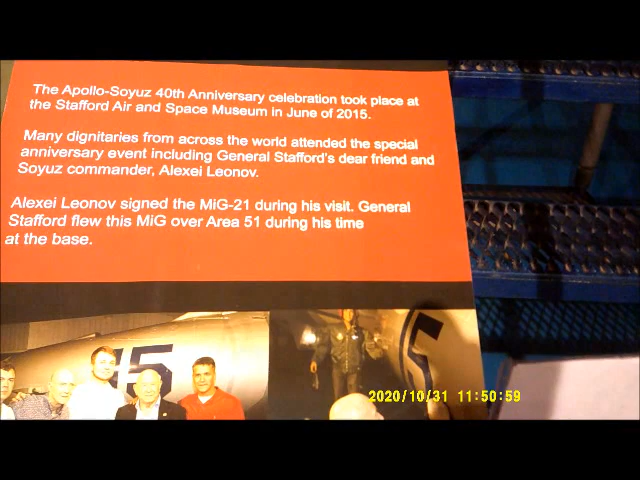 The Apollo-Soyuz 40th Anniversary celebration took place at
the Stafford Air and Space Museum in June of 2015.
Many dignitaries from across the world attended the special
anniversary event including General Stafford's dear friend and
Soyuz commander, Alexei Leonov.
Alexei Leonov signed the MiG-21 during his visit. General
Stafford flew this MiG over Area 51 during his time
at the base.
15
5
2020/10/31 11:50:59